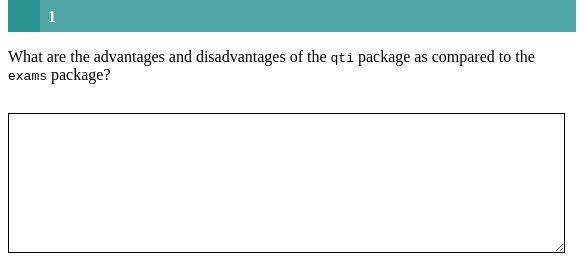 1
What are the advantages and disadvantages of the qti package as compared to the
exams package?